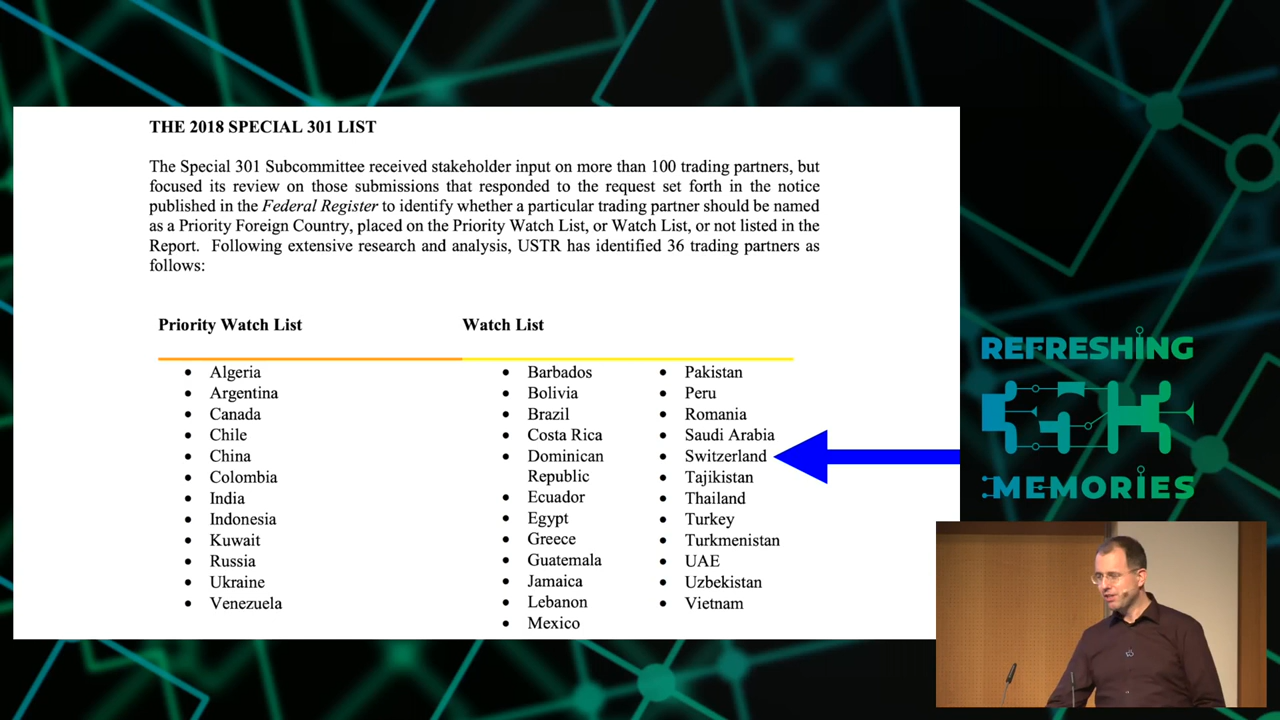 THE 2018 SPECIAL 301 LIST
The Special 301 Subcommittee received stakeholder input on more than 100 trading partners, but
focused its review on those submissions that responded to the request set forth in the notice
published in the Federal Register to identify whether a particular trading partner should be named
as a Priority Foreign Country, placed on the Priority Watch List, or Watch List, or not listed in the
Report. Following extensive research and analysis, USTR has identified 36 trading partners as
follows:
Priority Watch List
• Algeria
• Argentina
• Canada
• Chile
• China
• Colombia
• India
• Indonesia
• Kuwait
• Russia
• Ukraine
• Venezuela
Watch List
• Barbados
• Bolivia
• Brazil
• Costa Rica
• Dominican
Republic
• Ecuador
• Egypt
• Greece
• Guatemala
• Jamaica
• Lebanon
• Mexico
• Pakistan
• Peru
• Romania
• Saudi Arabia
• Switzerland
• Tajikistan
• Thailand
• Turkey
• Turkmenistan
• UAE
• Uzbekistan
• Vietnam
REFRESHING
35C3
MEMORIES